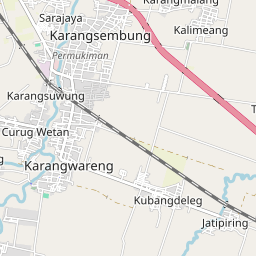 Karangmalang
Sarajaya
Kalimeang
Karangsembung
Permukiman
Karangsuwung
Curug Wetan
Karangwareng
Kubangdeleg
Jatipiring